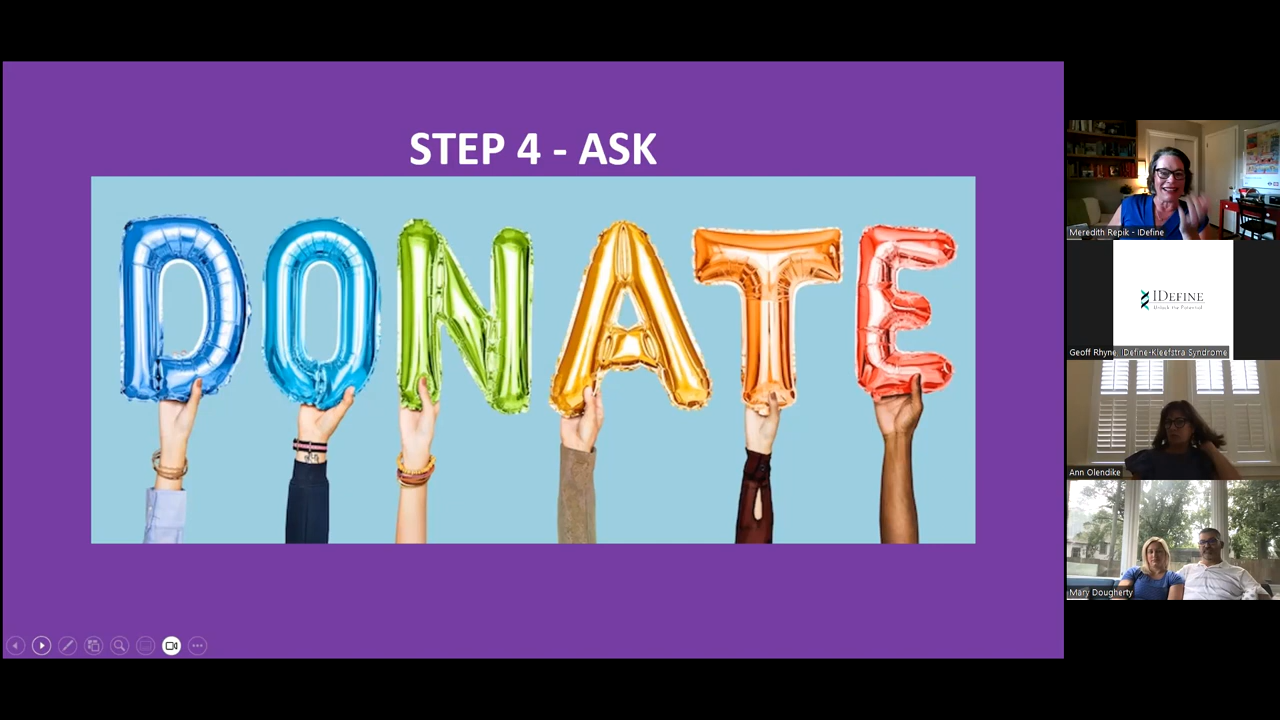 STEP 4 - ASK
DONATE
Meredith Repik - IDefine
IDEFINE
Unlock the Potential
Geoff Rhyne, IDefine-Kleefstra Syndrome
Ann Olendike
Mary Dougherty